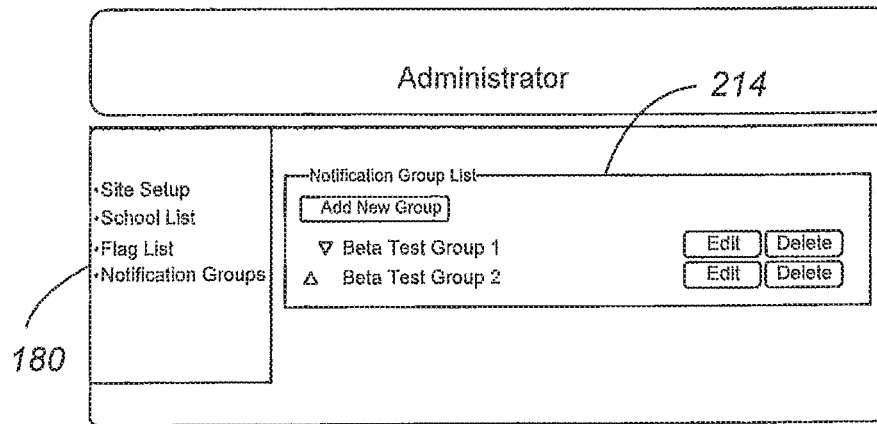 Administrator
214
Notification Group List
•Site Setup
Add New Group
•School List
•Flag List
▽ Beta Test Group 1 Edit Delete
•Notification Groups
△ Beta Test Group 2 Edit Delete
180